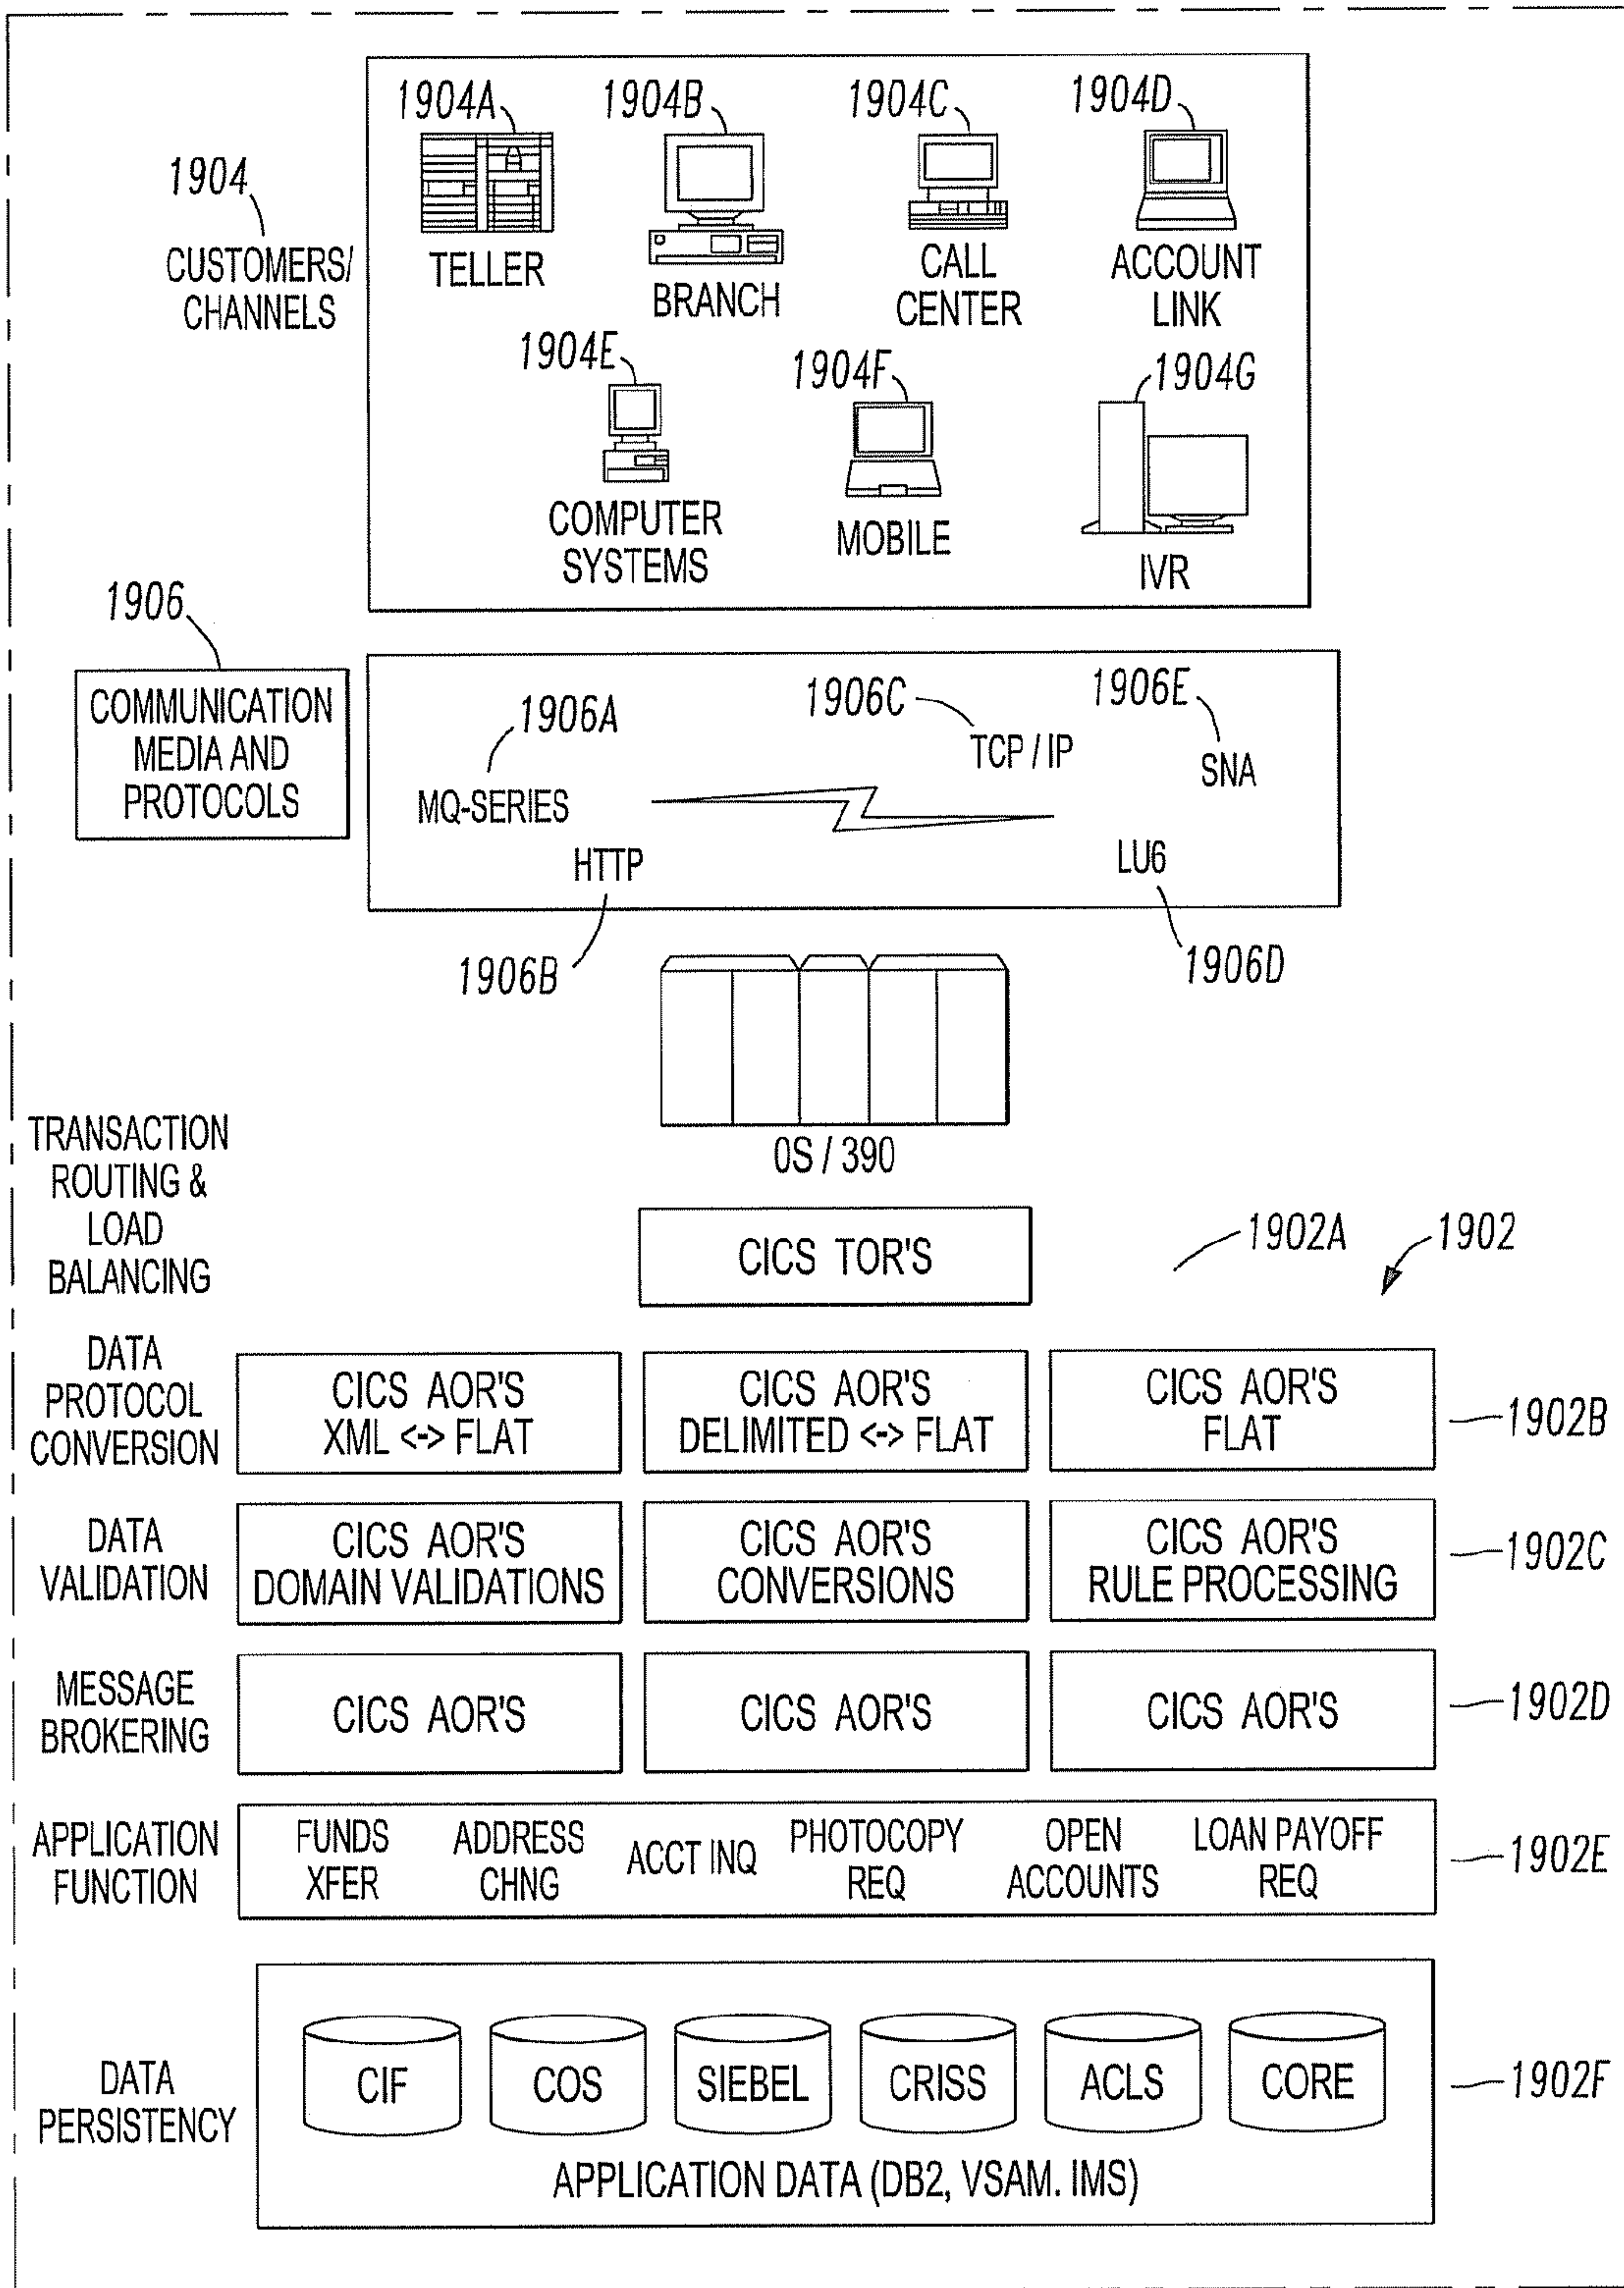 1904A
1904B
1904C
1904D
1904
CUSTOMERS/
CHANNELS
TELLER
BRANCH
CALL
CENTER
ACCOUNT
LINK
1904E
1904F
1904G
COMPUTER
SYSTEMS
MOBILE
IVR
1906
COMMUNICATION
MEDIA AND
PROTOCOLS
1906A
1906C
1906E
MQ-SERIES
TCP / IP
SNA
HTTP
LU6
1906B
1906D
OS / 390
TRANSACTION
ROUTING &
LOAD
BALANCING
CICS TOR'S
1902A
1902
DATA
PROTOCOL
CONVERSION
CICS AOR'S
XML <-> FLAT
CICS AOR'S
DELIMITED <-> FLAT
CICS AOR'S
FLAT
1902B
DATA
VALIDATION
CICS AOR'S
DOMAIN VALIDATIONS
CICS AOR'S
CONVERSIONS
CICS AOR'S
RULE PROCESSING
1902C
MESSAGE
BROKERING
CICS AOR'S
CICS AOR'S
CICS AOR'S
1902D
APPLICATION
FUNCTION
FUNDS
XFER
ADDRESS
CHNG
ACCT INQ
PHOTOCOPY
REQ
OPEN
ACCOUNTS
LOAN PAYOFF
REQ
1902E
DATA
PERSISTENCY
CIF
COS
SIEBEL
CRISS
ACLS
CORE
1902F
APPLICATION DATA (DB2, VSAM. IMS)